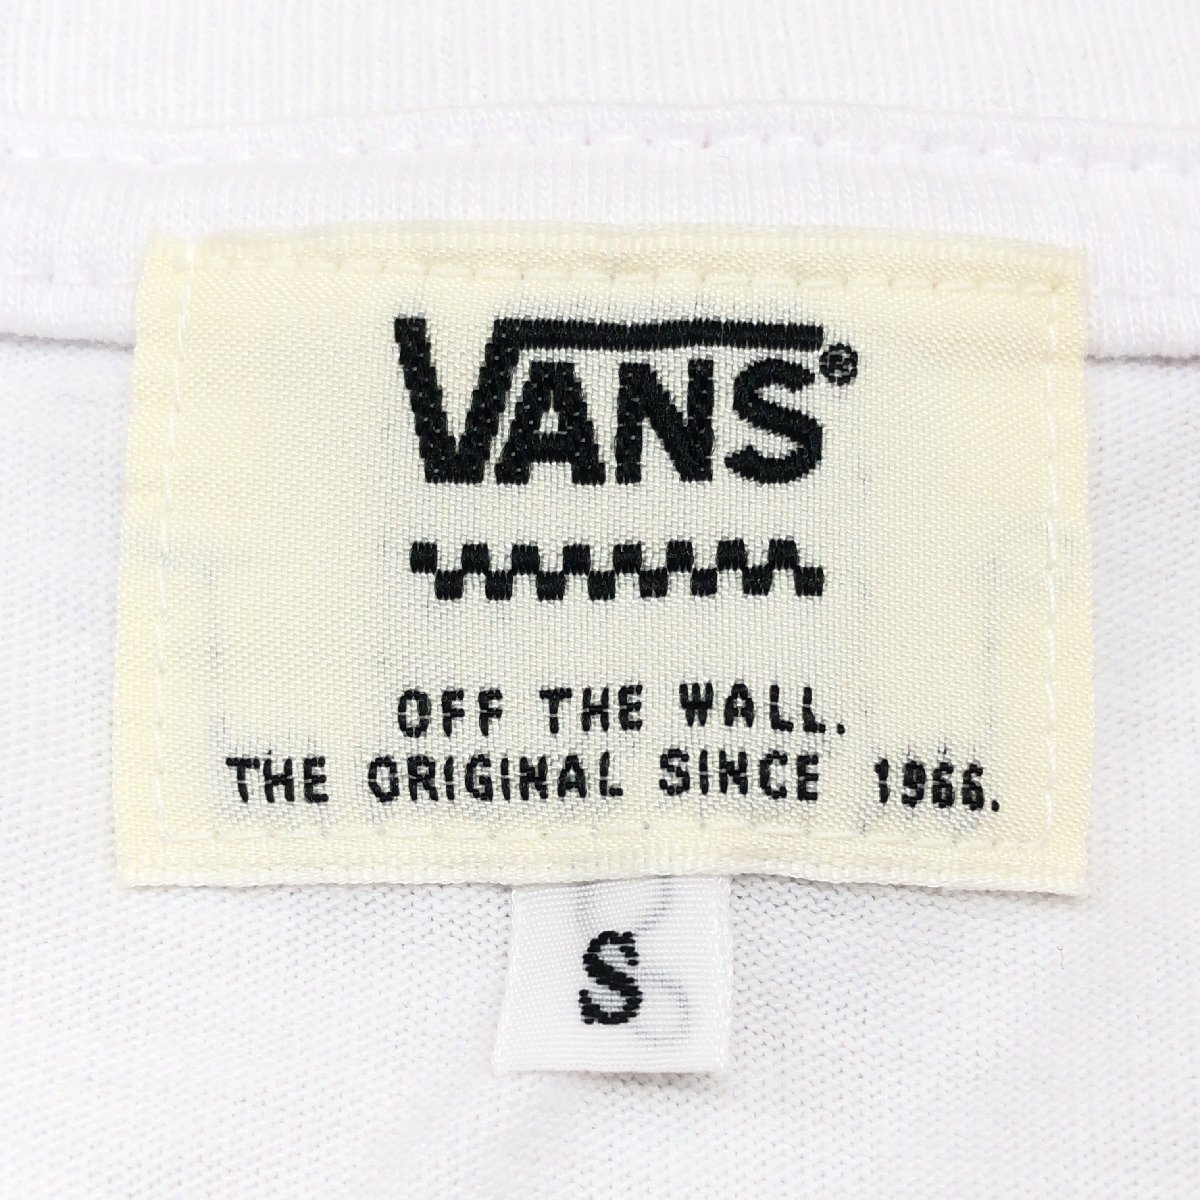 VANS®
OFF THE WALL.
THE ORIGINAL SINCE 1966.
S